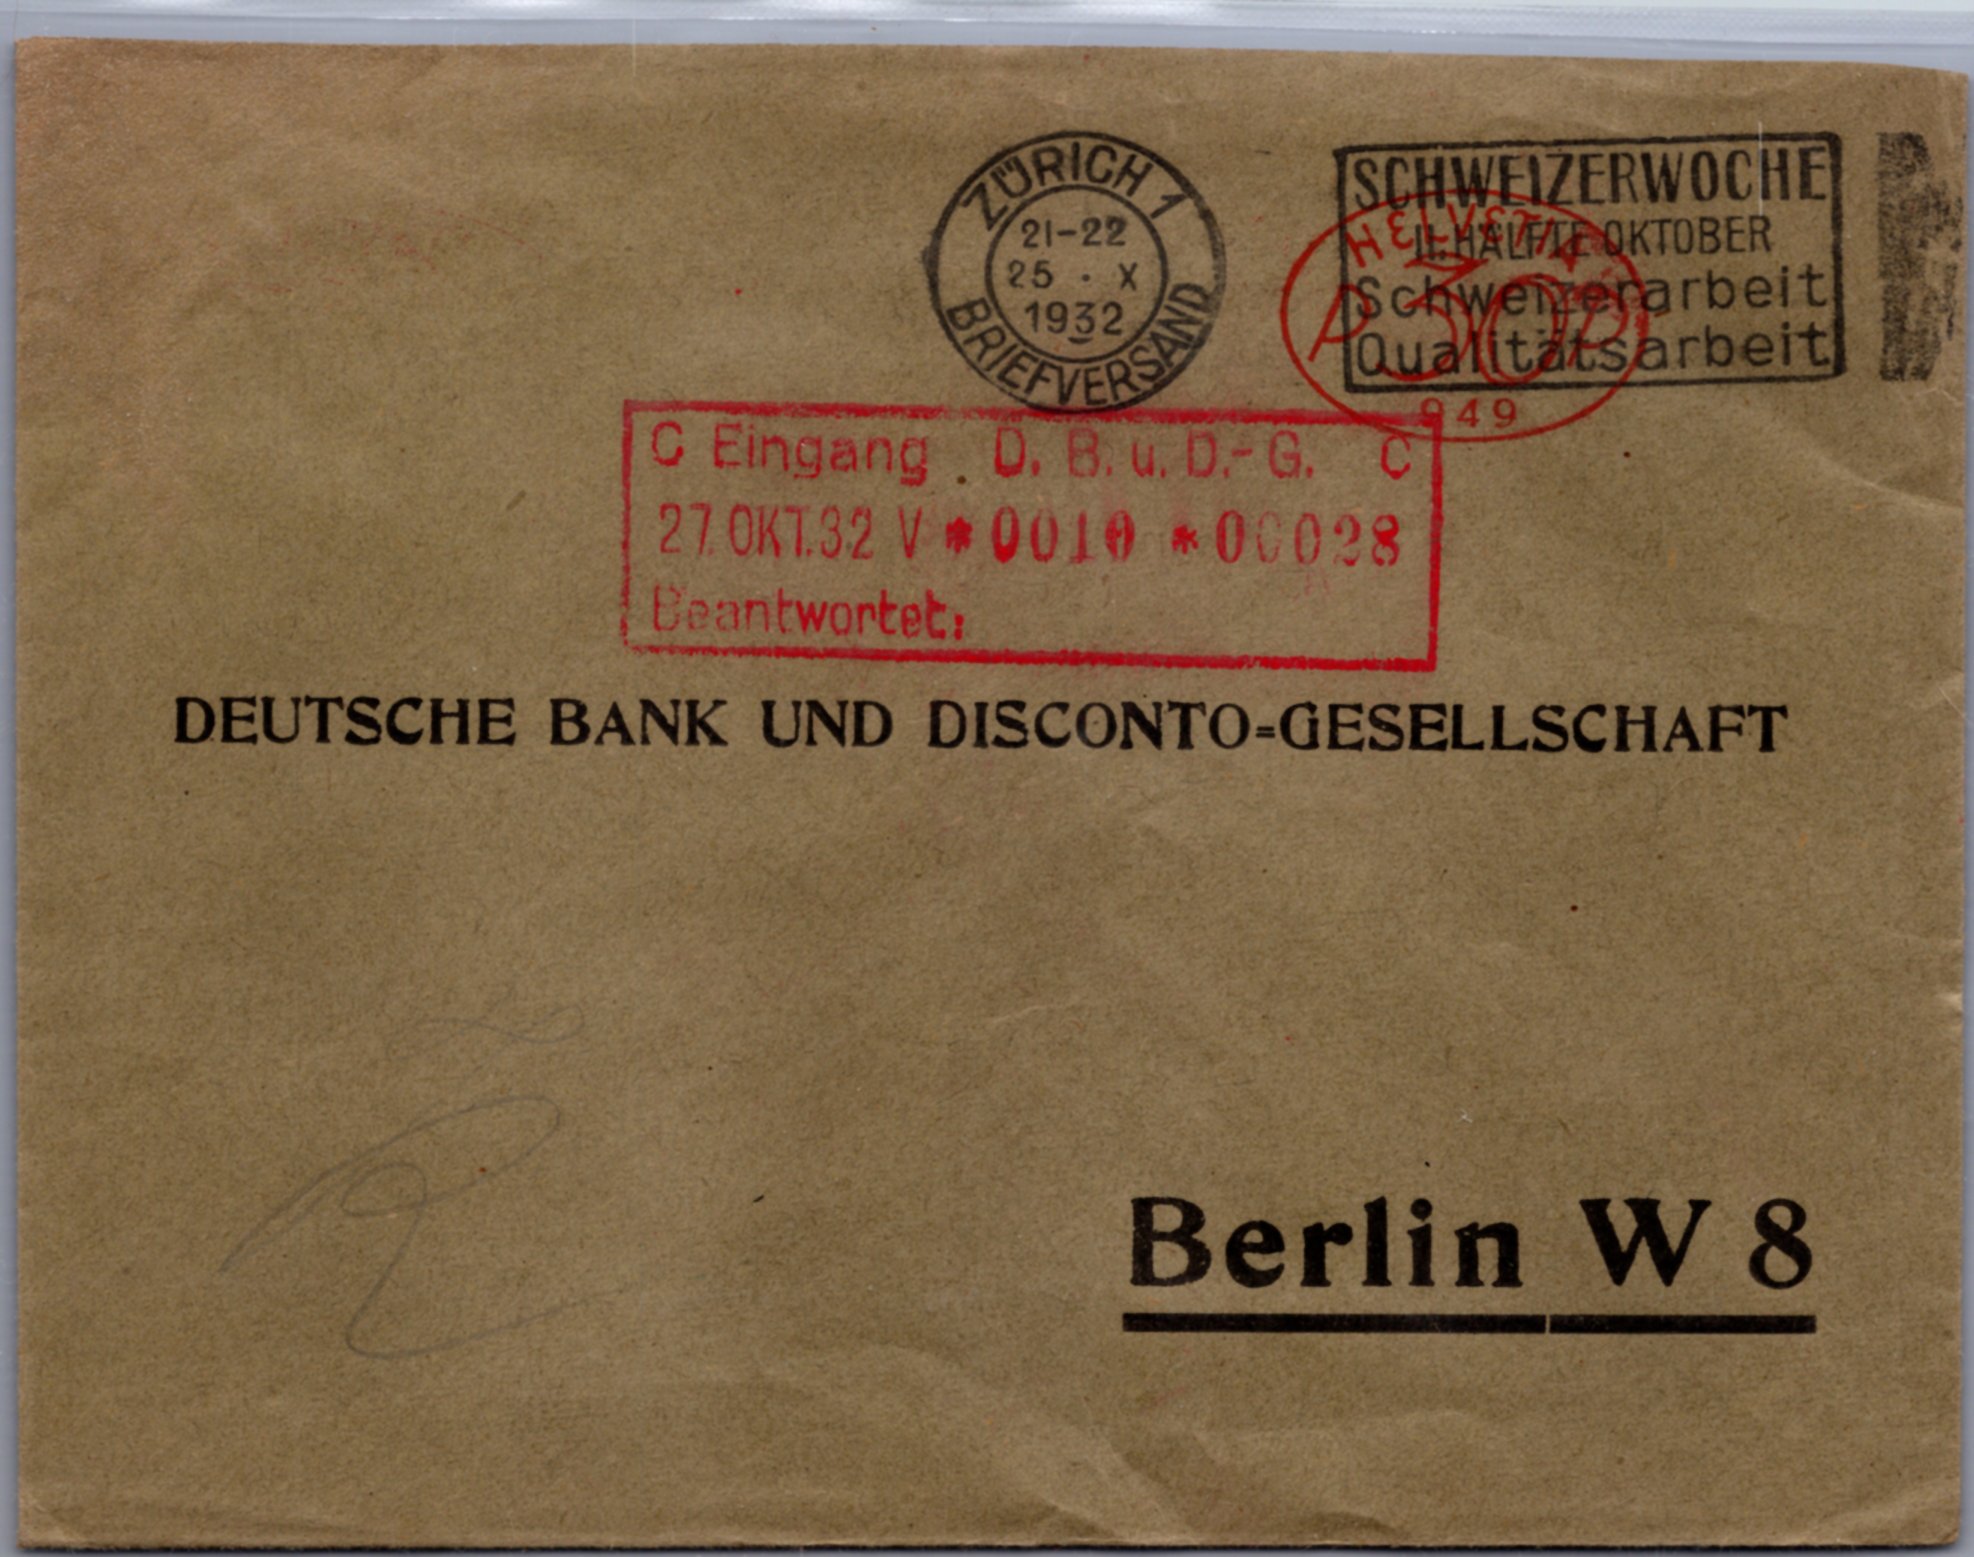 ZÜRICH 1
21-22
25 · X
1932
BRIEFVERSAND
SCHWEIZERWOCHE
II. HÄLFTE OKTOBER
Schweizerarbeit
Qualitätsarbeit
HELVETIA
P 30 P
949
C Eingang D. B. u. D.-G. C
27.OKT.32 V *0010 *00028
Beantwortet:
DEUTSCHE BANK UND DISCONTO=GESELLSCHAFT
Berlin W 8